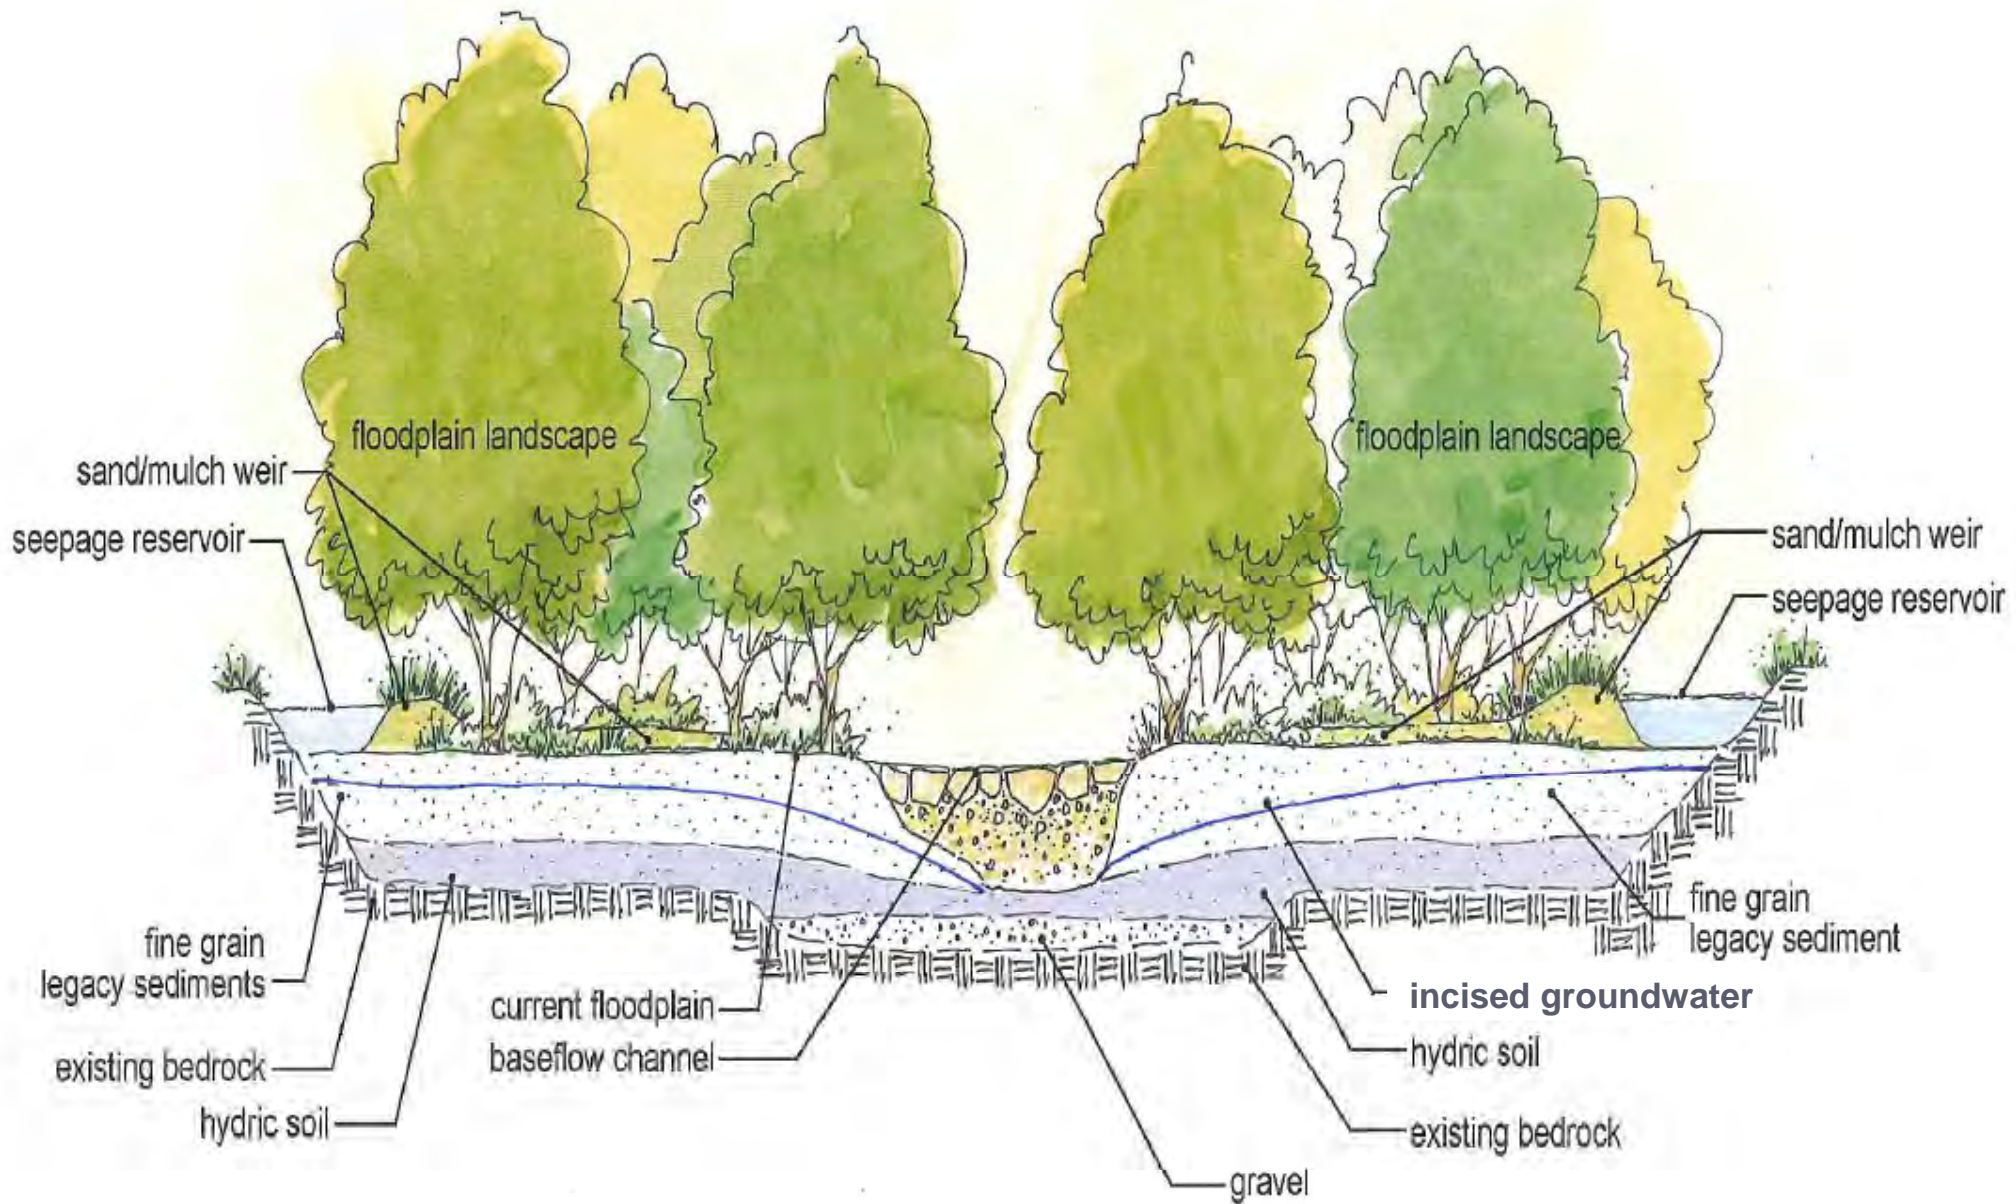 floodplain landscape
floodplain landscape
sand/mulch weir
seepage reservoir
sand/mulch weir
seepage reservoir
fine grain
legacy sediments
existing bedrock
hydric soil
current floodplain
baseflow channel
fine grain
legacy sediment
incised groundwater
hydric soil
existing bedrock
gravel